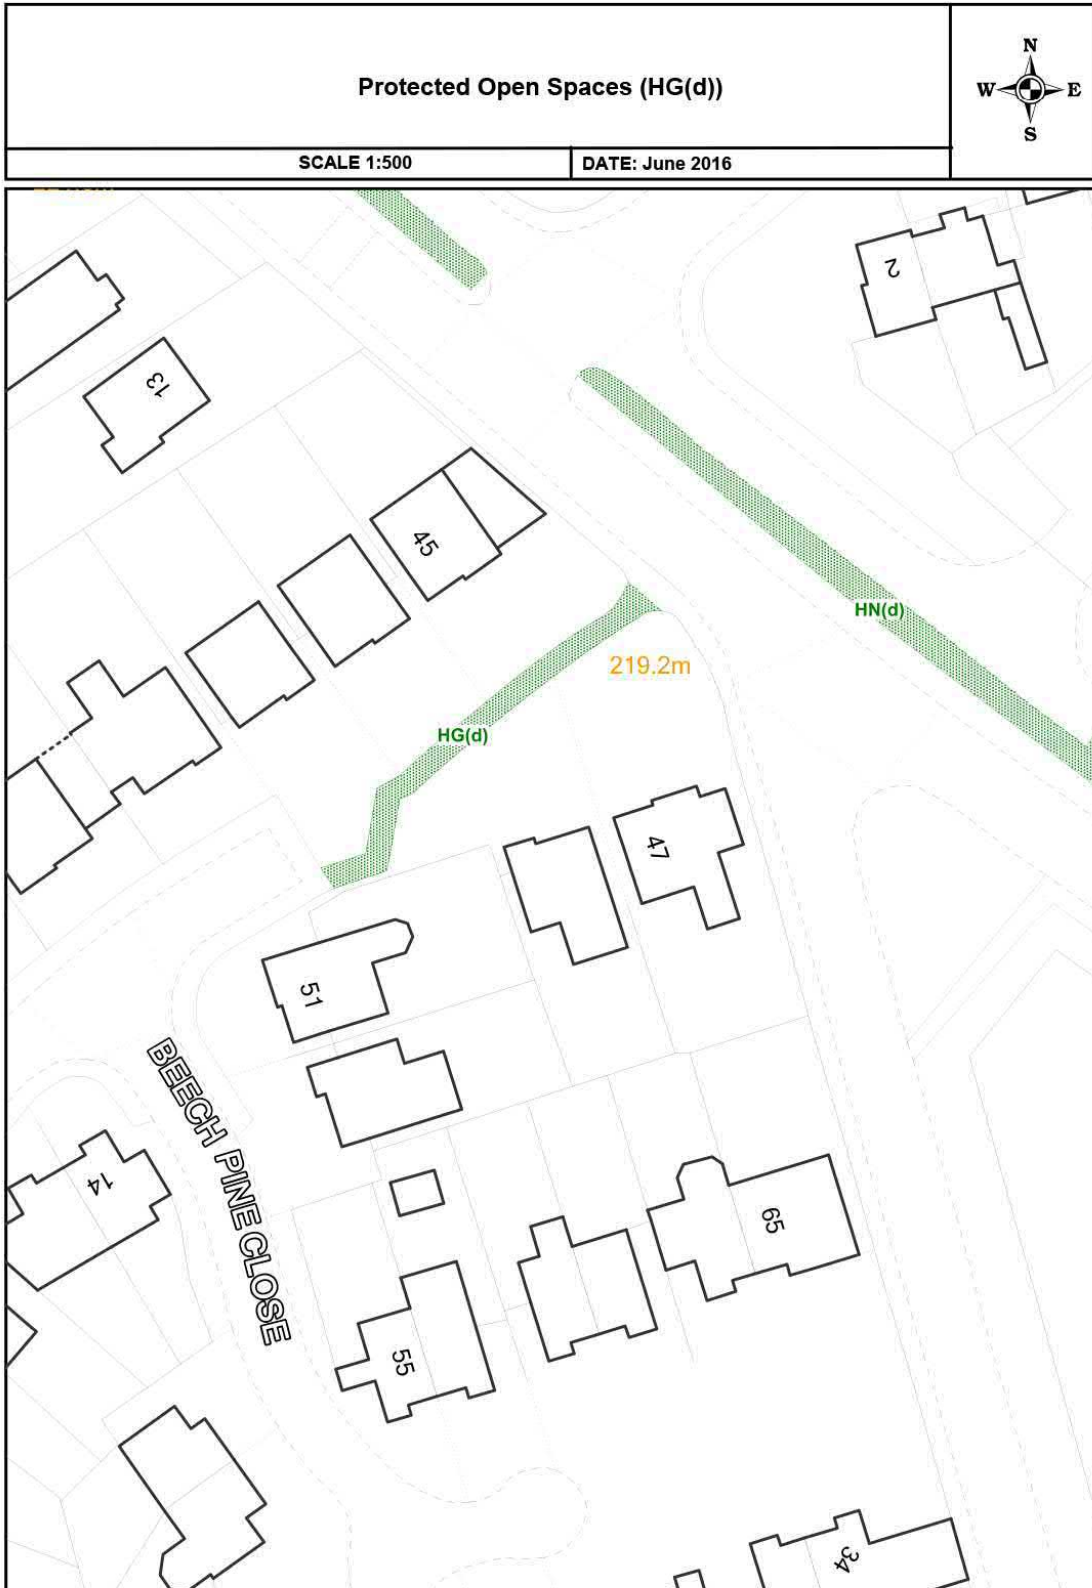 Protected Open Spaces (HG(d))
N
W E
S
SCALE 1:500
DATE: June 2016
2
13
45
HN(d)
219.2m
HG(d)
47
51
BEECH PINE CLOSE
14
65
55
34